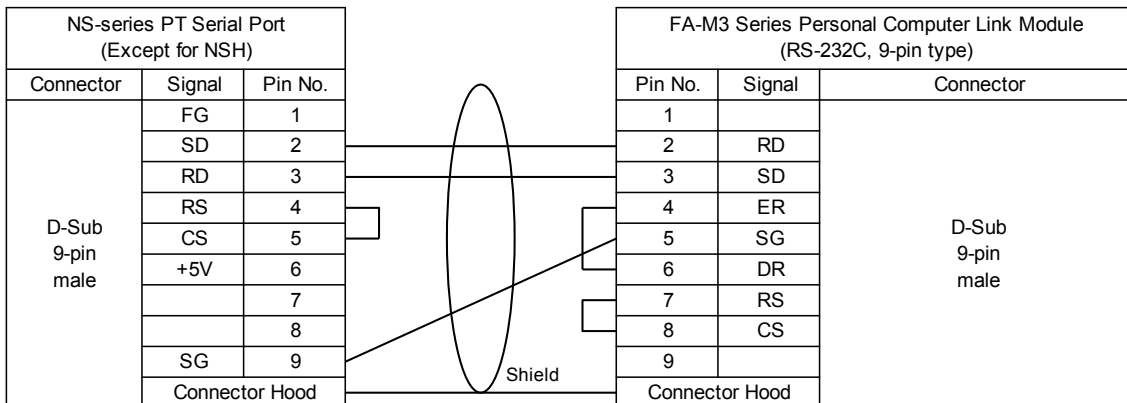 NS-series PT Serial Port
(Except for NSH)
FA-M3 Series Personal Computer Link Module
(RS-232C, 9-pin type)
Connector Signal Pin No. Pin No. Signal Connector
FG 1 1
SD 2 2 RD
RD 3 3 SD
RS 4 4 ER
D-Sub
9-pin
male
CS 5 5 SG
D-Sub
9-pin
male
+5V 6 6 DR
7 7 RS
8 8 CS
SG 9 9
Shield
Connector Hood Connector Hood